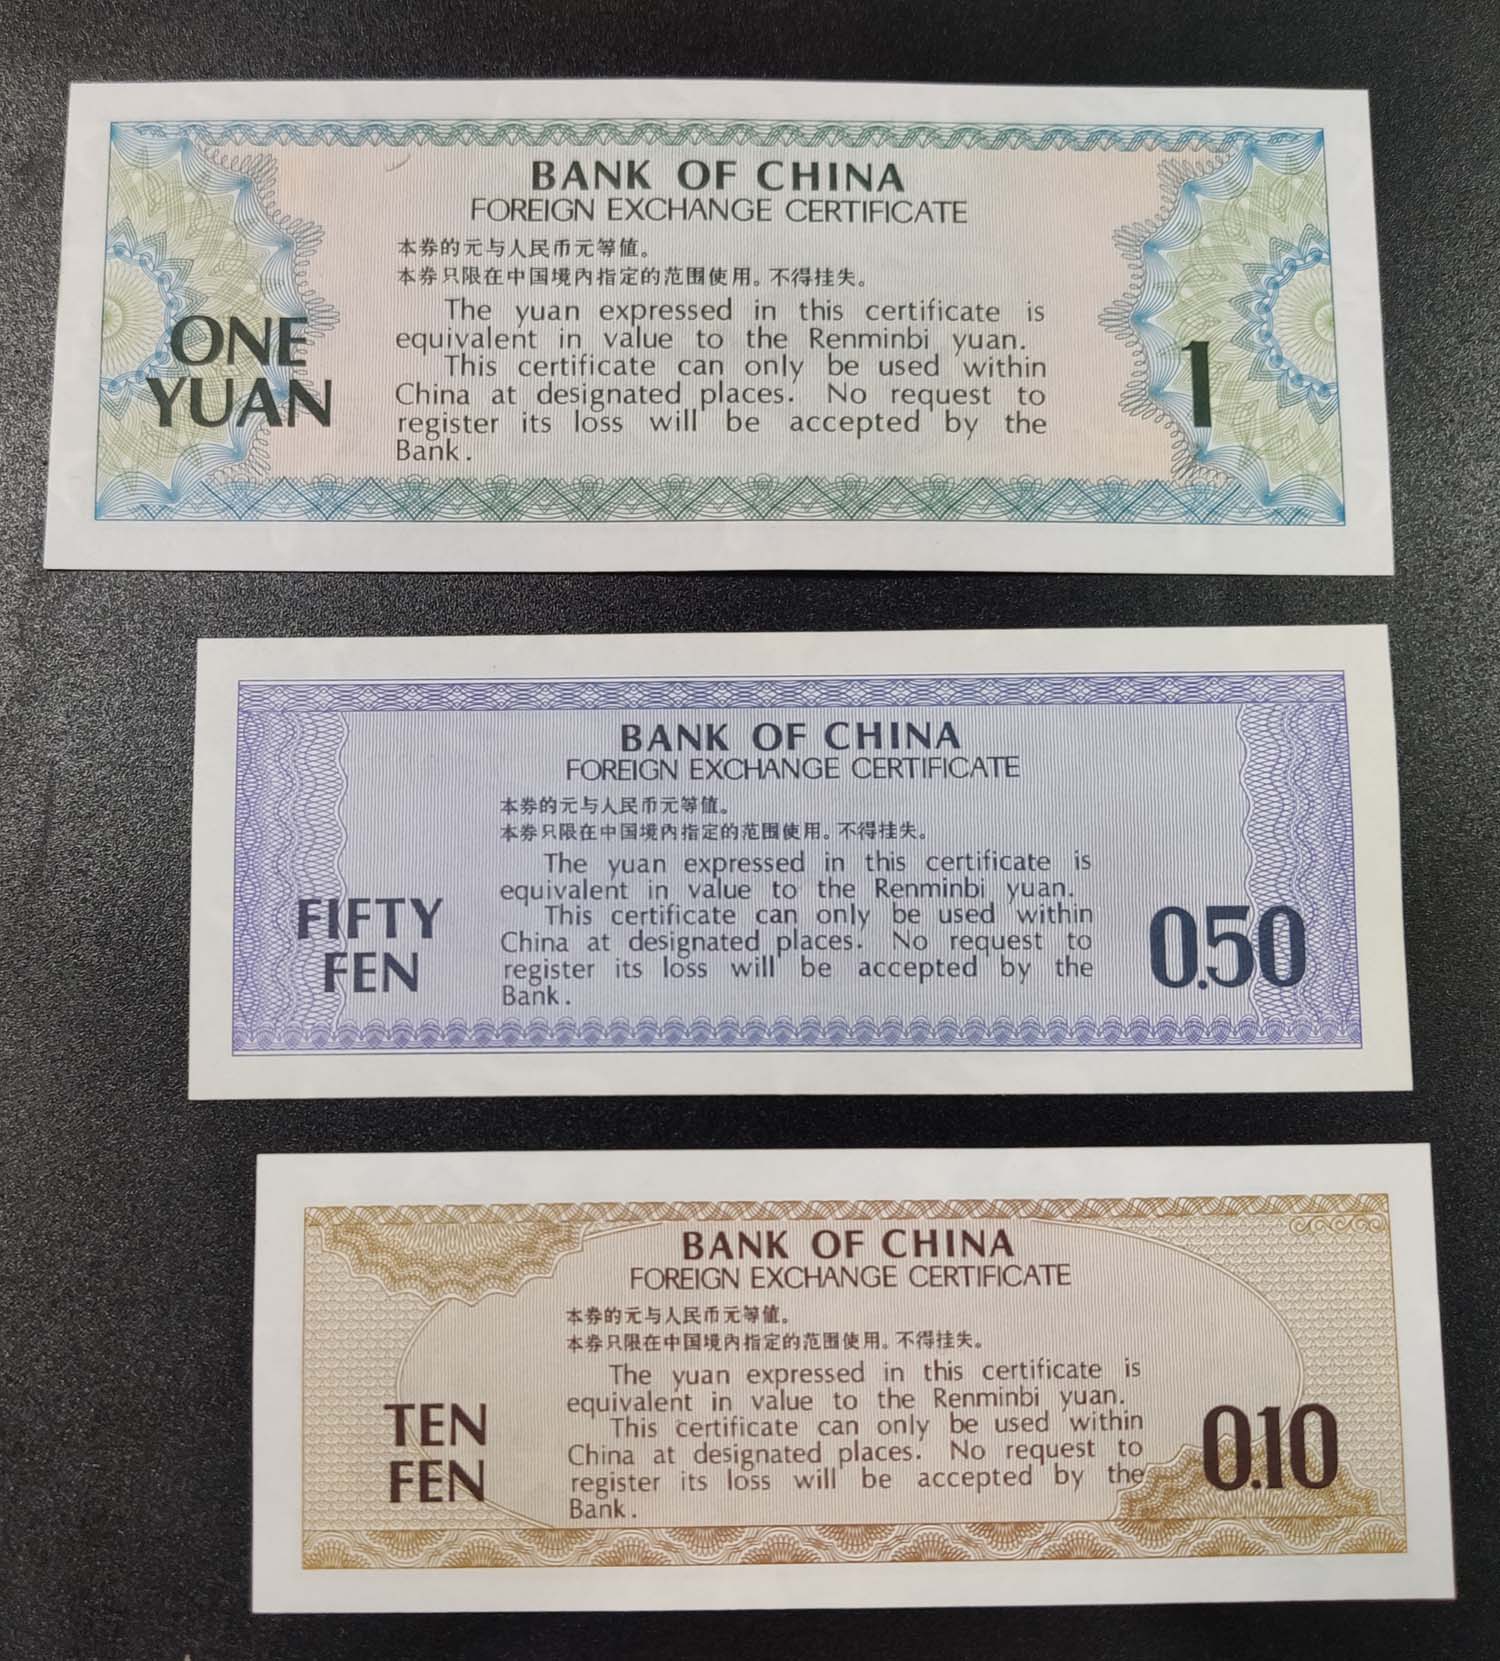 BANK OF CHINA
FOREIGN EXCHANGE CERTIFICATE
本券的元与人民币元等值。
本券只限在中国境内指定的范围使用。不得挂失。
The yuan expressed in this certificate is
equivalent in value to the Renminbi yuan.
This certificate can only be used within
China at designated places. No request to
register its loss will be accepted by the
Bank.
ONE
YUAN
1
BANK OF CHINA
FOREIGN EXCHANGE CERTIFICATE
本券的元与人民币元等值。
本券只限在中国境内指定的范围使用。不得挂失。
The yuan expressed in this certificate is
equivalent in value to the Renminbi yuan.
This certificate can only be used within
China at designated places. No request to
register its loss will be accepted by the
Bank.
FIFTY
FEN
0.50
BANK OF CHINA
FOREIGN EXCHANGE CERTIFICATE
本券的元与人民币元等值。
本券只限在中国境内指定的范围使用。不得挂失。
The yuan expressed in this certificate is
equivalent in value to the Renminbi yuan.
This certificate can only be used within
China at designated places. No request to
register its loss will be accepted by the
Bank.
TEN
FEN
0.10